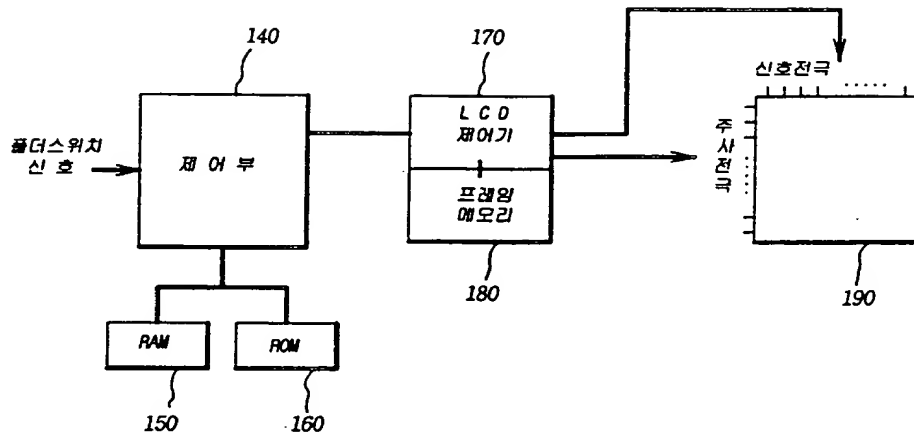 140
170
신호전극
.....
LCD
제어기
주사전극
.....
폴더스위치
신 호
제 어 부
프레임
메모리
180
190
RAM
ROM
150
160